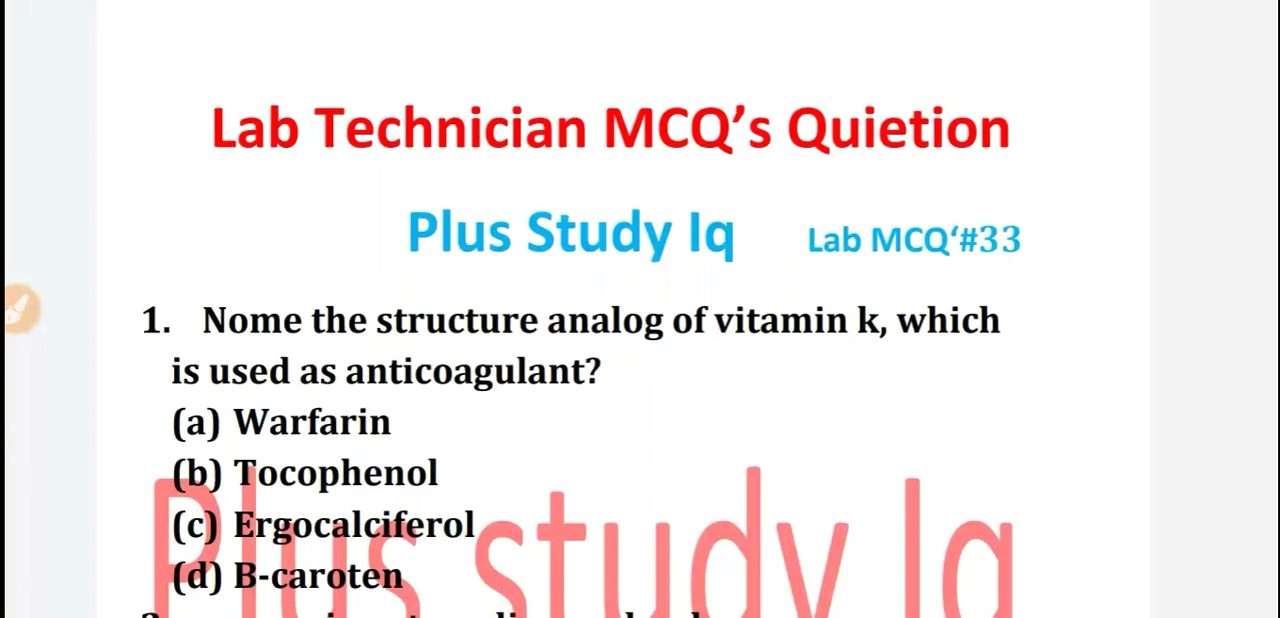 Lab Technician MCQ’s Quietion
Plus Study Iq Lab MCQ‘#33
1. Nome the structure analog of vitamin k, which
is used as anticoagulant?
(a) Warfarin
(b) Tocophenol
(c) Ergocalciferol
(d) B-caroten
Plus study Iq